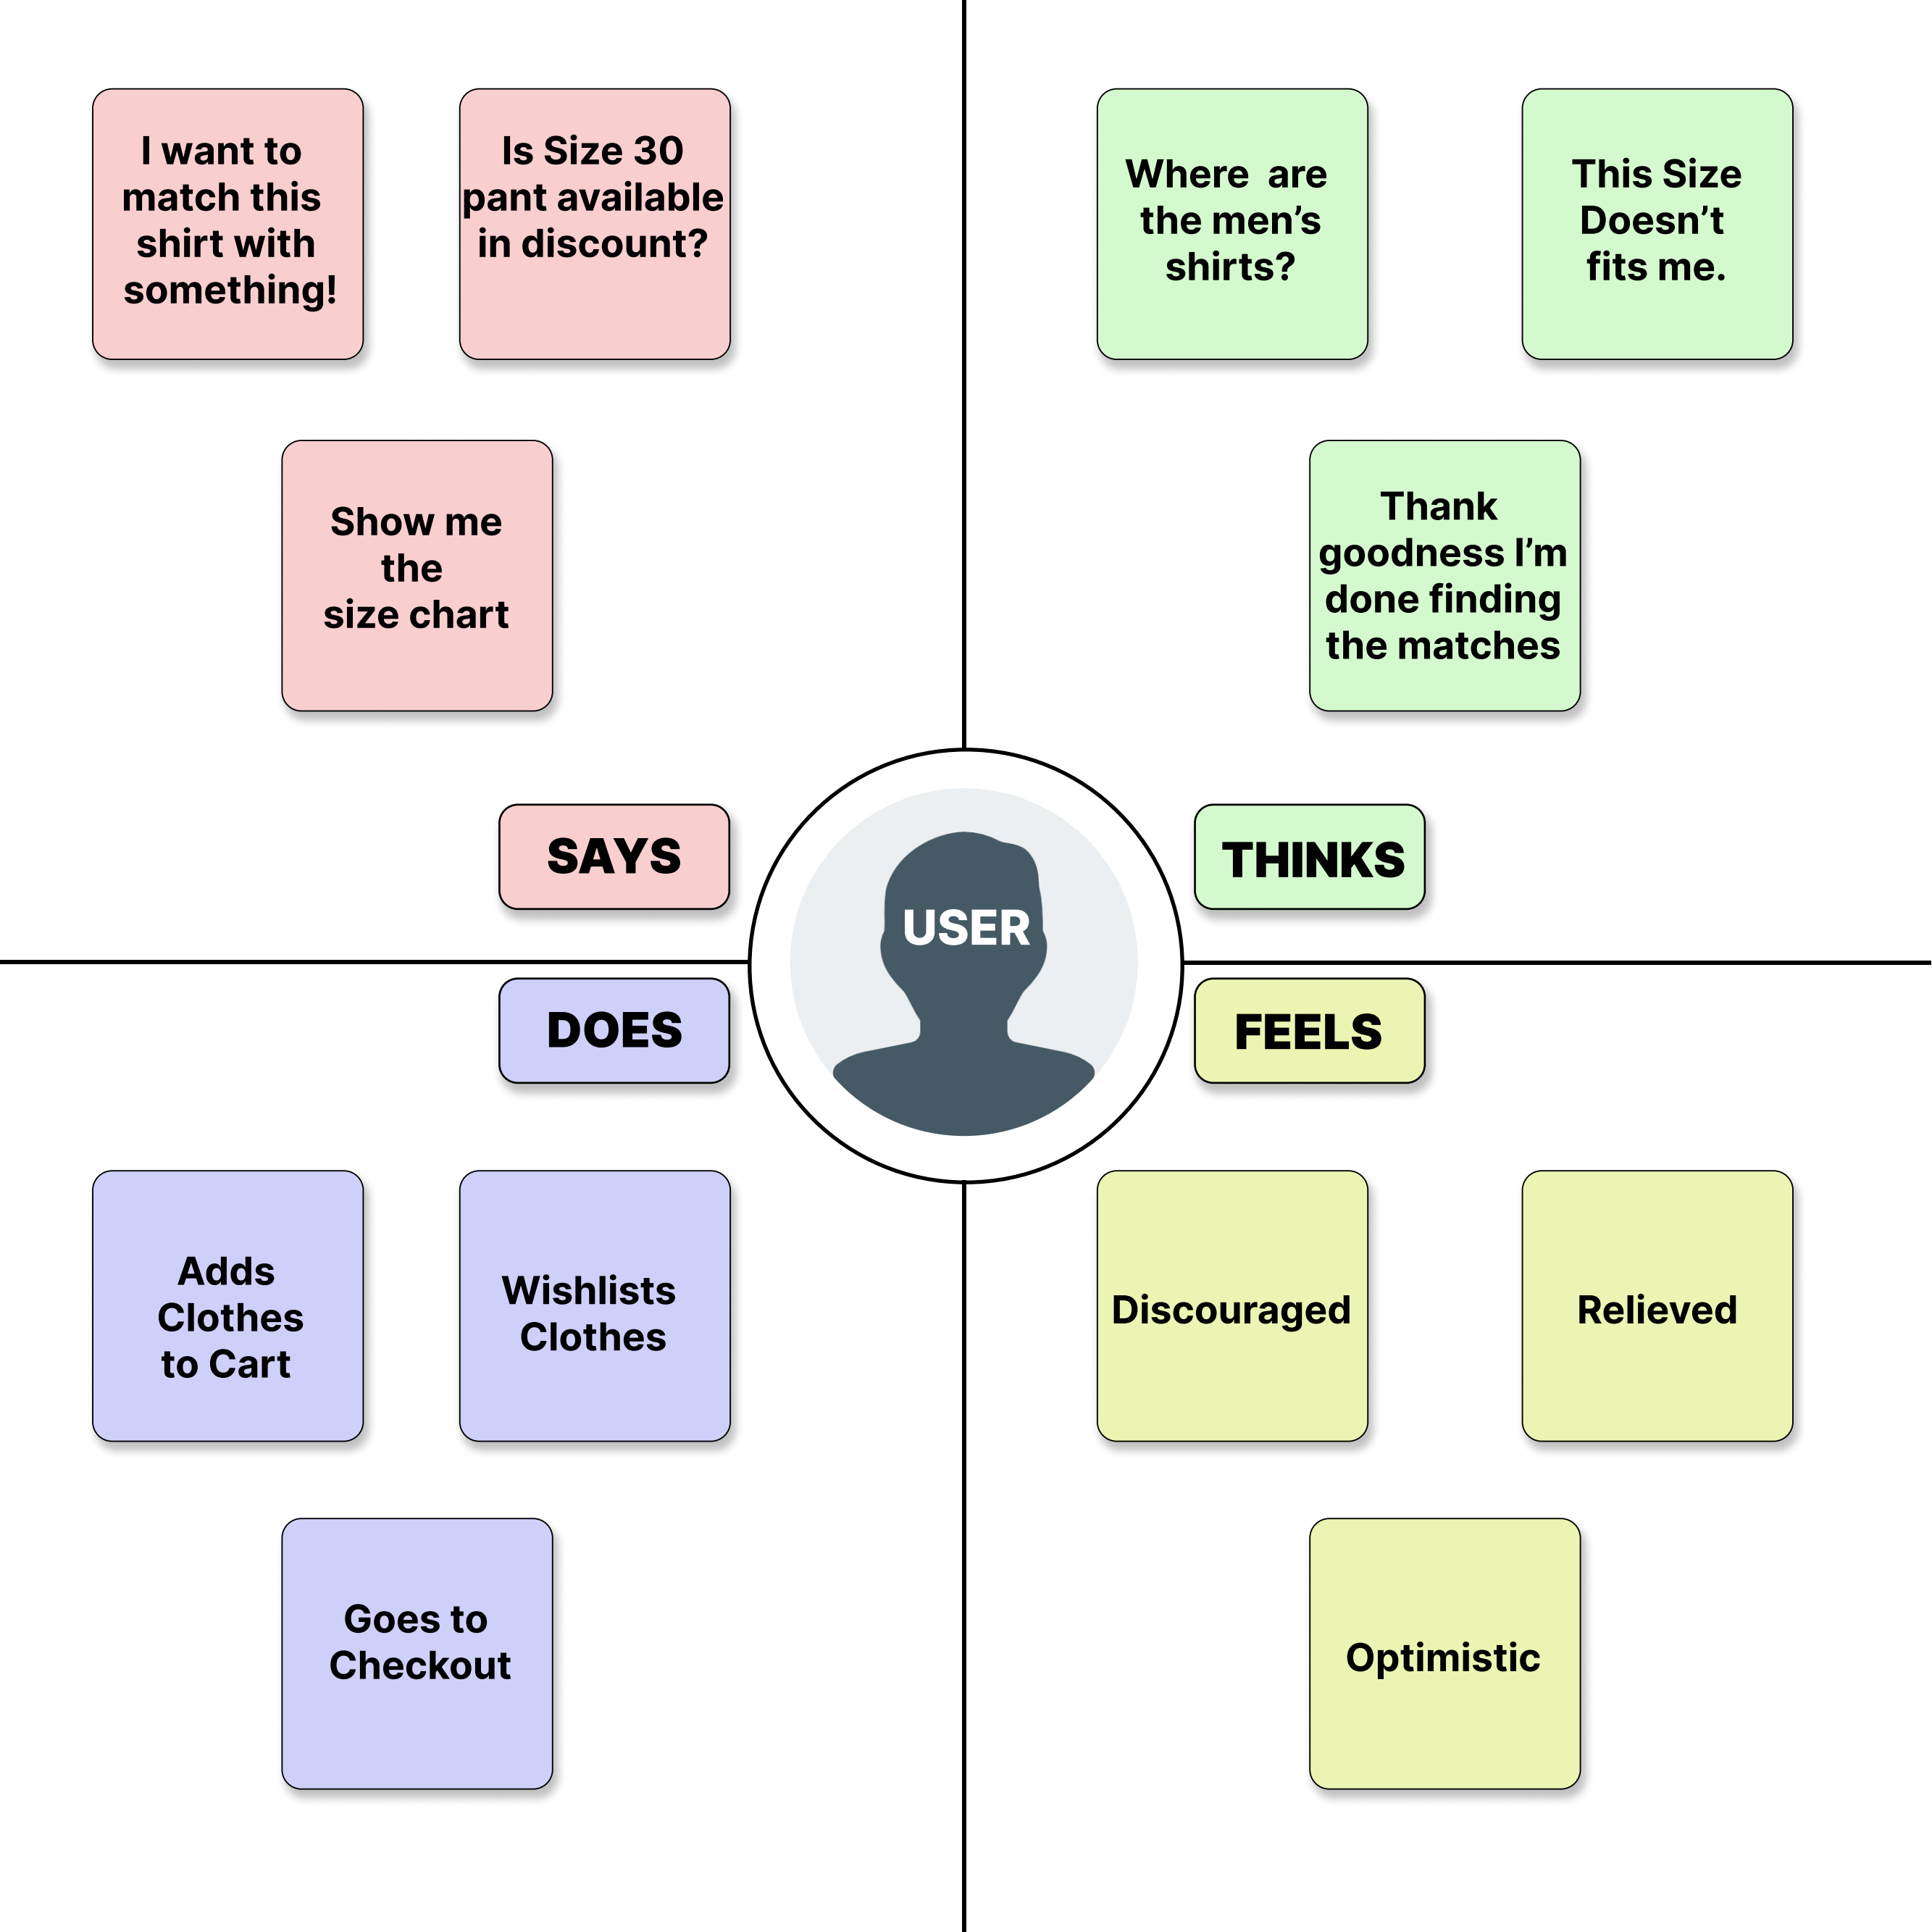 I want to
match this
shirt with
something!
Is Size 30
pant available
in discount?
Show me
the
size chart
SAYS
Where  are
the men’s
shirts?
This Size
Doesn’t
fits me.
Thank
goodness I’m
done finding
the matches
THINKS
USER
DOES
Adds
Clothes
to Cart
Wishlists
Clothes
Goes to
Checkout
FEELS
Discouraged
Relieved
Optimistic